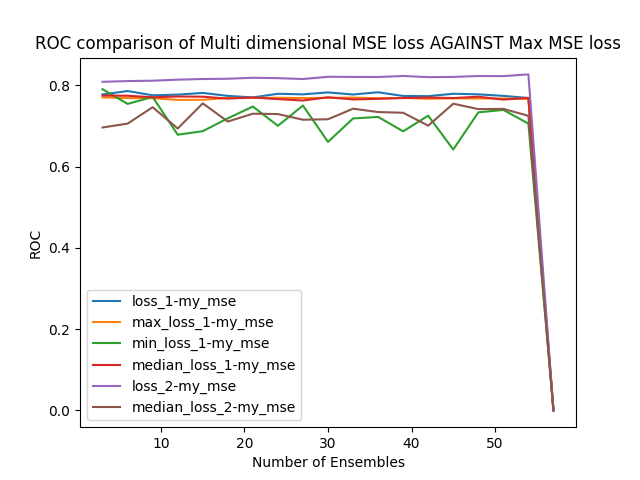 ROC comparison of Multi dimensional MSE loss AGAINST Max MSE loss
0.8
0.6
0.4
0.2
0.0
ROC
loss_1-my_mse
max_loss_1-my_mse
min_loss_1-my_mse
median_loss_1-my_mse
loss_2-my_mse
median_loss_2-my_mse
10 20 30 40 50
Number of Ensembles